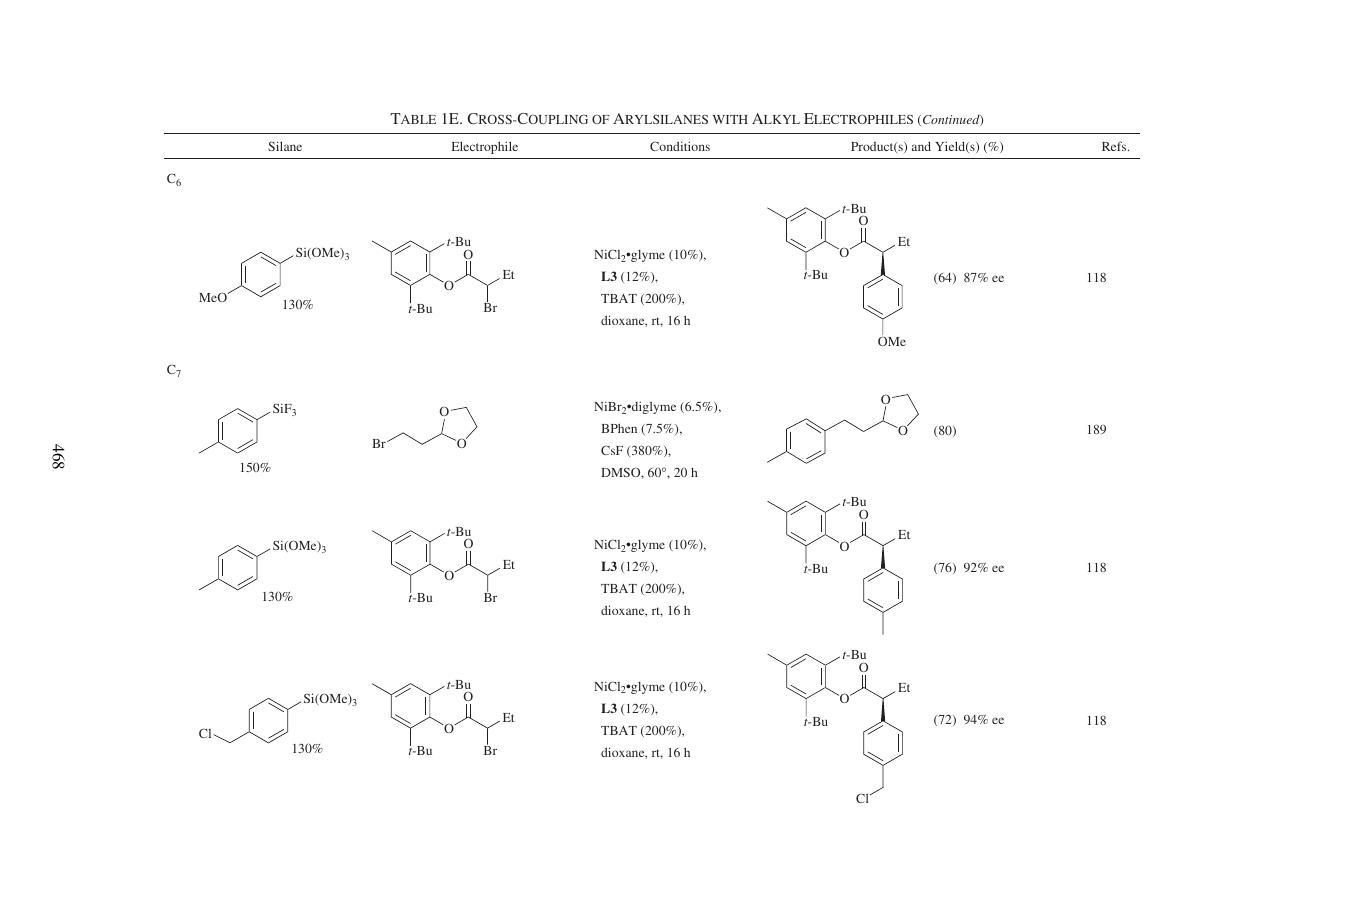 TABLE 1E. CROSS-COUPLING OF ARYLSILANES WITH ALKYL ELECTROPHILES (Continued)
Silane Electrophile Conditions Product(s) and Yield(s) (%) Refs.
C6
Si(OMe)3
MeO
130%
t-Bu
O
Et
O
t-Bu
Br
NiCl2•glyme (10%),
L3 (12%),
TBAT (200%),
dioxane, rt, 16 h
t-Bu
O
Et
O
t-Bu
OMe
(64) 87% ee
118
C7
SiF3
150%
O
Br
O
NiBr2•diglyme (6.5%),
BPhen (7.5%),
CsF (380%),
DMSO, 60°, 20 h
O
O
(80)
189
468
Si(OMe)3
130%
t-Bu
O
Et
O
t-Bu
Br
NiCl2•glyme (10%),
L3 (12%),
TBAT (200%),
dioxane, rt, 16 h
t-Bu
O
Et
O
t-Bu
(76) 92% ee
118
Si(OMe)3
Cl
130%
t-Bu
O
Et
O
t-Bu
Br
NiCl2•glyme (10%),
L3 (12%),
TBAT (200%),
dioxane, rt, 16 h
t-Bu
O
Et
O
t-Bu
Cl
(72) 94% ee
118